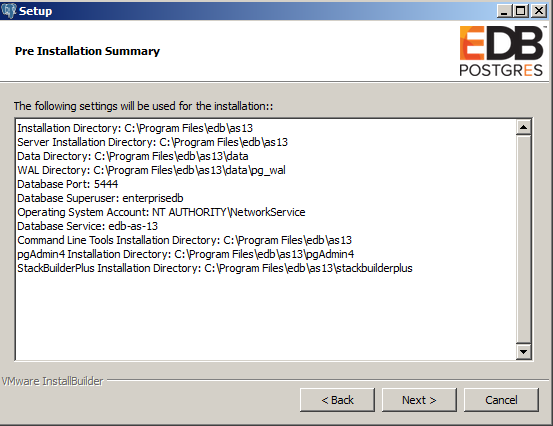 Setup
Pre Installation Summary
EDB
POSTGRES
The following settings will be used for the installation::
Installation Directory: C:\Program Files\edb\as13
Server Installation Directory: C:\Program Files\edb\as13
Data Directory: C:\Program Files\edb\as13\data
WAL Directory: C:\Program Files\edb\as13\data\pg_wal
Database Port: 5444
Database Superuser: enterprisedb
Operating System Account: NT AUTHORITY\NetworkService
Database Service: edb-as-13
Command Line Tools Installation Directory: C:\Program Files\edb\as13
pgAdmin4 Installation Directory: C:\Program Files\edb\as13\pgAdmin4
StackBuilderPlus Installation Directory: C:\Program Files\edb\as13\stackbuilderplus
VMware InstallBuilder
< Back Next > Cancel